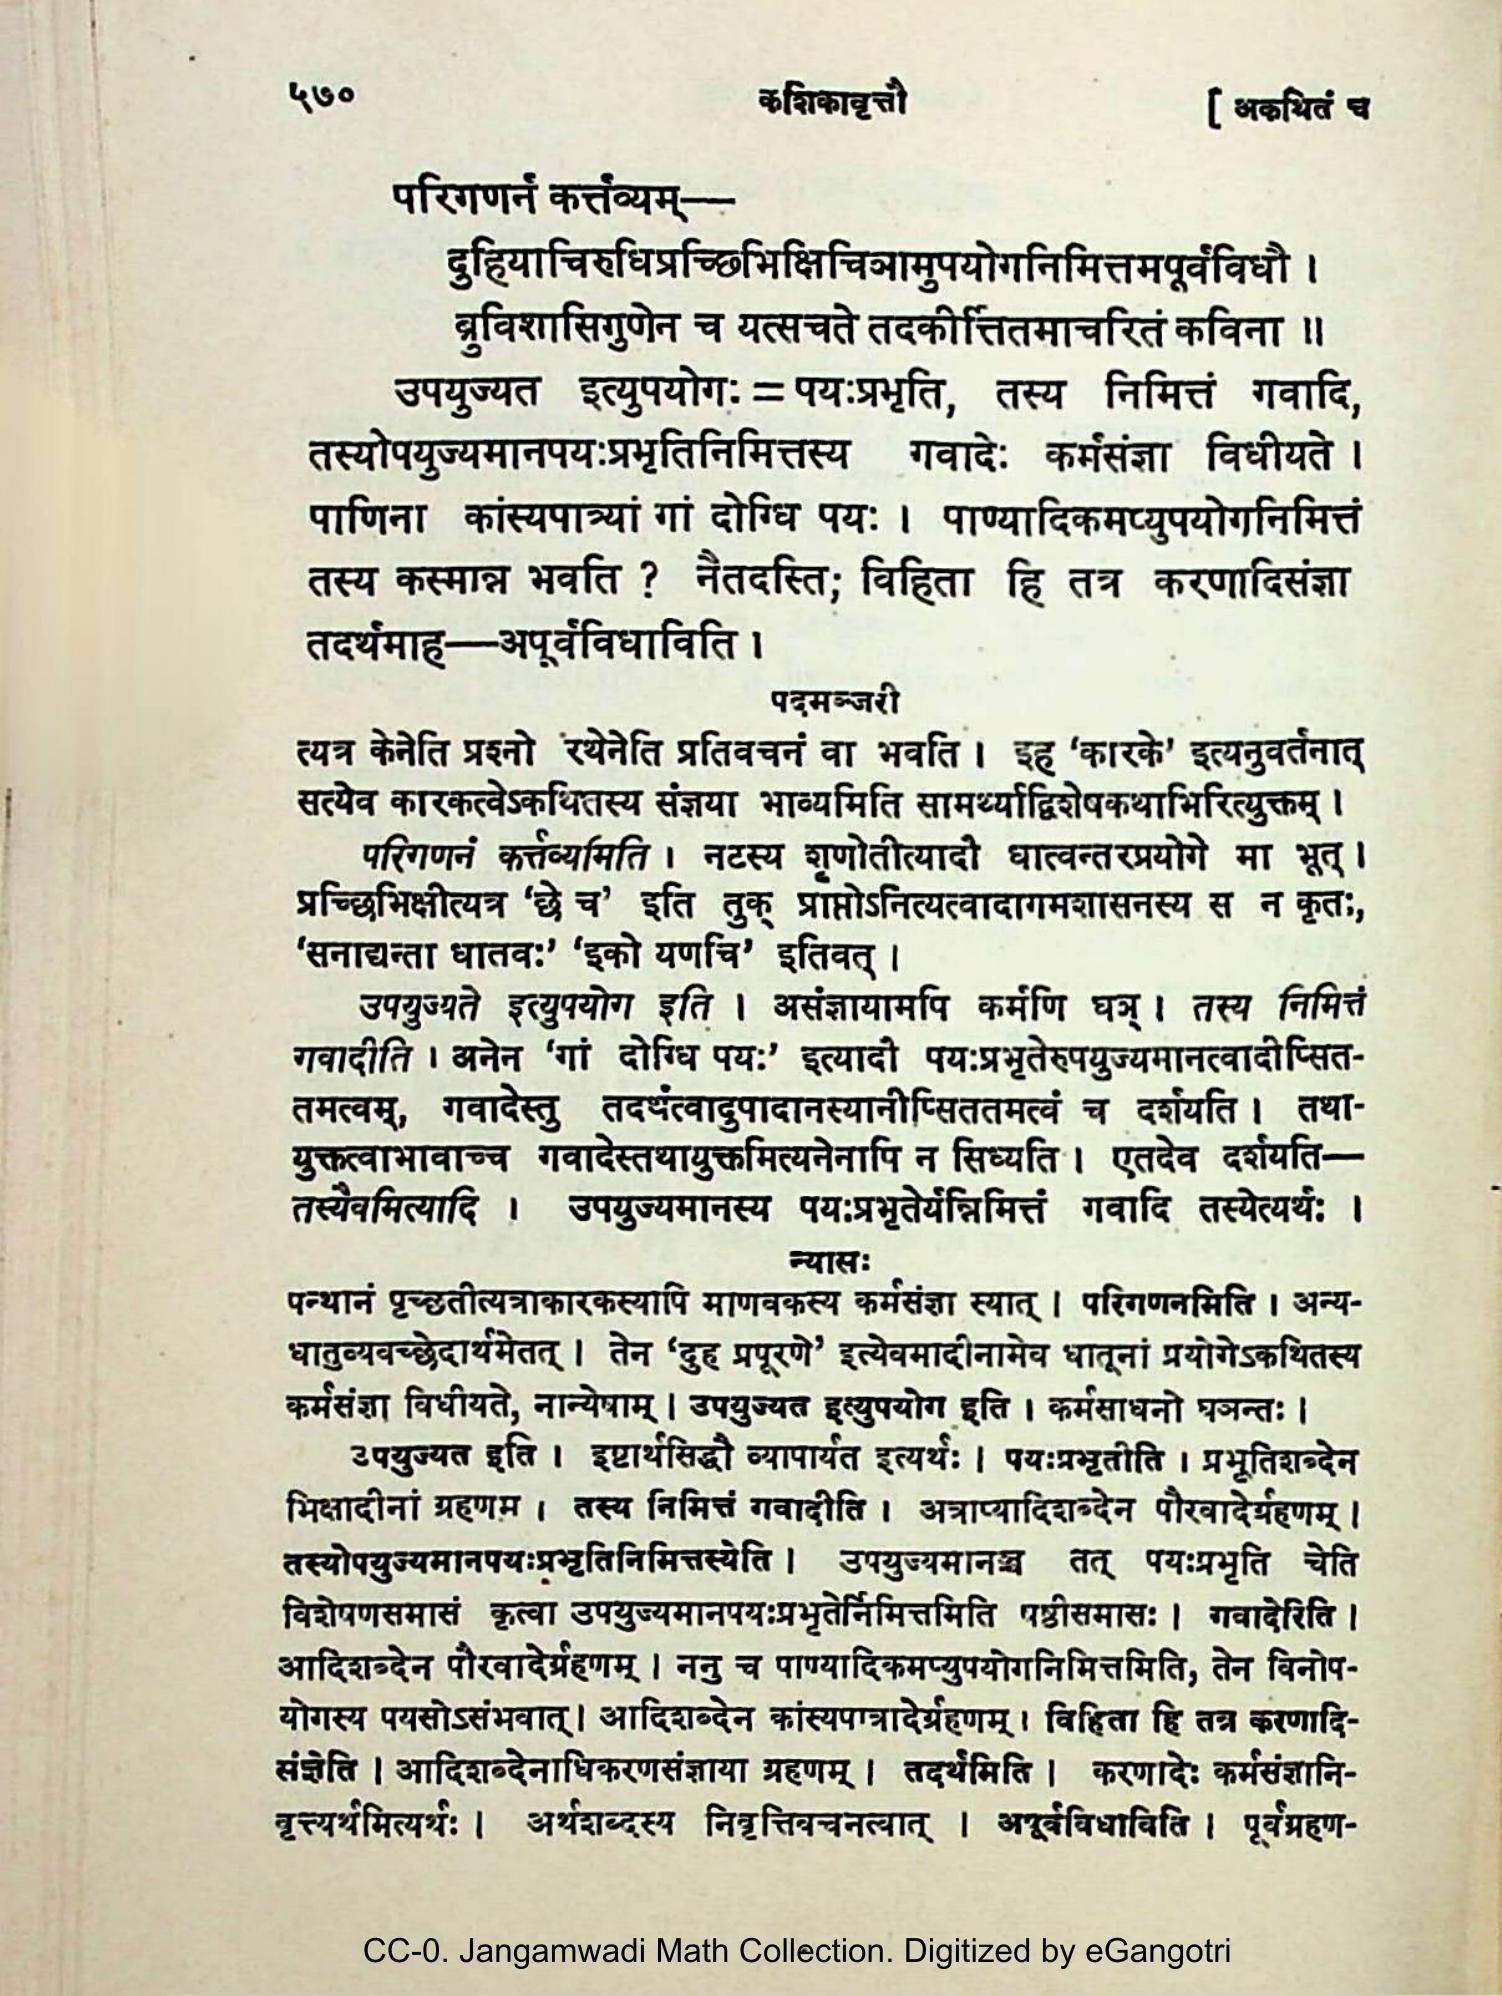 ५७०
कशिकावृत्तौ
[ अकथितं च
परिगणनं कर्त्तव्यम्—
दुहियाचिरुधिप्रच्छिभिक्षिचिञामुपयोगनिमित्तमपूर्वविधौ ।
ब्रुविशासिगुणेन च यत्सचते तदकीर्त्तितमाचरितं कविना ॥
उपयुज्यत इत्युपयोगः = पयःप्रभृति, तस्य निमित्तं गवादि,
तस्योपयुज्यमानपयःप्रभृतिनिमित्तस्य गवादेः कर्मसंज्ञा विधीयते ।
पाणिना कांस्यपात्र्यां गां दोग्धि पयः । पाण्यादिकमप्युपयोगनिमित्तं
तस्य कस्मान्न भवति ? नैतदस्ति; विहिता हि तत्र करणादिसंज्ञा
तदर्थमाह—अपूर्वविधाविति ।
पदमञ्जरी
त्यत्र केनेति प्रश्नो रथेनेति प्रतिवचनं वा भवति । इह ‘कारके’ इत्यनुवर्तनात्
सत्येव कारकत्वेऽकथितस्य संज्ञया भाव्यमिति सामर्थ्याद्विशेषकथाभिरित्युक्तम् ।
परिगणनं कर्त्तव्यमिति । नटस्य शृणोतीत्यादौ धात्वन्तरप्रयोगे मा भूत् ।
प्रच्छिभिक्षीत्यत्र ‘छे च’ इति तुक् प्राप्तोऽनित्यत्वादागमशासनस्य स न कृतः,
‘सनाद्यन्ता धातवः’ ‘इको यणचि’ इतिवत् ।
उपयुज्यते इत्युपयोग इति । असंज्ञायामपि कर्मणि घञ् । तस्य निमित्तं
गवादीति । अनेन ‘गां दोग्धि पयः’ इत्यादौ पयःप्रभृतेरुपयुज्यमानत्वादीप्सित-
तमत्वम्, गवादेस्तु तदर्थत्वादुपादानस्यानीप्सिततमत्वं च दर्शयति । तथा-
युक्तत्वाभावाच्च गवादेस्तथायुक्तमित्यनेनापि न सिध्यति । एतदेव दर्शयति—
तस्यैवमित्यादि । उपयुज्यमानस्य पयःप्रभृतेर्यन्निमित्तं गवादि तस्येत्यर्थः ।
न्यासः
पन्थानं पृच्छतीत्यत्राकारकस्यापि माणवकस्य कर्मसंज्ञा स्यात् । परिगणनमिति । अन्य-
धातुव्यवच्छेदार्थमेतत् । तेन ‘दुह प्रपूरणे’ इत्येवमादीनामेव धातूनां प्रयोगेऽकथितस्य
कर्मसंज्ञा विधीयते, नान्येषाम् । उपयुज्यत इत्युपयोग इति । कर्मसाधनो घञन्तः ।
उपयुज्यत इति । इष्टार्थसिद्धौ व्यापार्यत इत्यर्थः । पयःप्रभृतीति । प्रभृतिशब्देन
भिक्षादीनां ग्रहणम । तस्य निमित्तं गवादीति । अत्राप्यादिशब्देन पौरवादेर्ग्रहणम् ।
तस्योपयुज्यमानपयःप्रभृतिनिमित्तस्येति । उपयुज्यमानञ्च तत् पयःप्रभृति चेति
विशेषणसमासं कृत्वा उपयुज्यमानपयःप्रभृतेर्निमित्तमिति षष्ठीसमासः । गवादेरिति ।
आदिशब्देन पौरवादेर्ग्रहणम् । ननु च पाण्यादिकमप्युपयोगनिमित्तमिति, तेन विनोप-
योगस्य पयसोऽसंभवात् । आदिशब्देन कांस्यपात्रादेर्ग्रहणम् । विहिता हि तत्र करणादि-
संज्ञेति । आदिशब्देनाधिकरणसंज्ञाया ग्रहणम् । तदर्थमिति । करणादेः कर्मसंज्ञानि-
वृत्त्यर्थमित्यर्थः । अर्थशब्दस्य निवृत्तिवचनत्वात् । अपूर्वविधाविति । पूर्वग्रहण-
CC-0. Jangamwadi Math Collection. Digitized by eGangotri